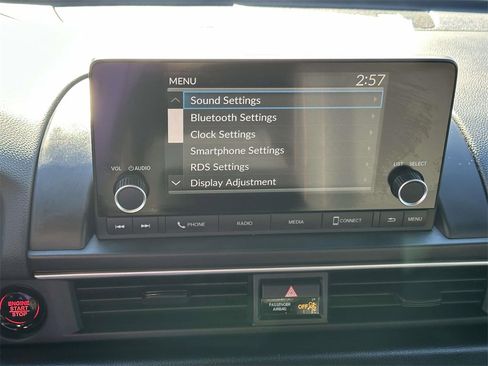 MENU 2:57
Sound Settings
Bluetooth Settings
Clock Settings
Smartphone Settings
RDS Settings
Display Adjustment
VOL AUDIO
LIST SELECT
PHONE RADIO MEDIA CONNECT MENU
ENGINE
START
STOP
PASSENGER
AIRBAG
OFF